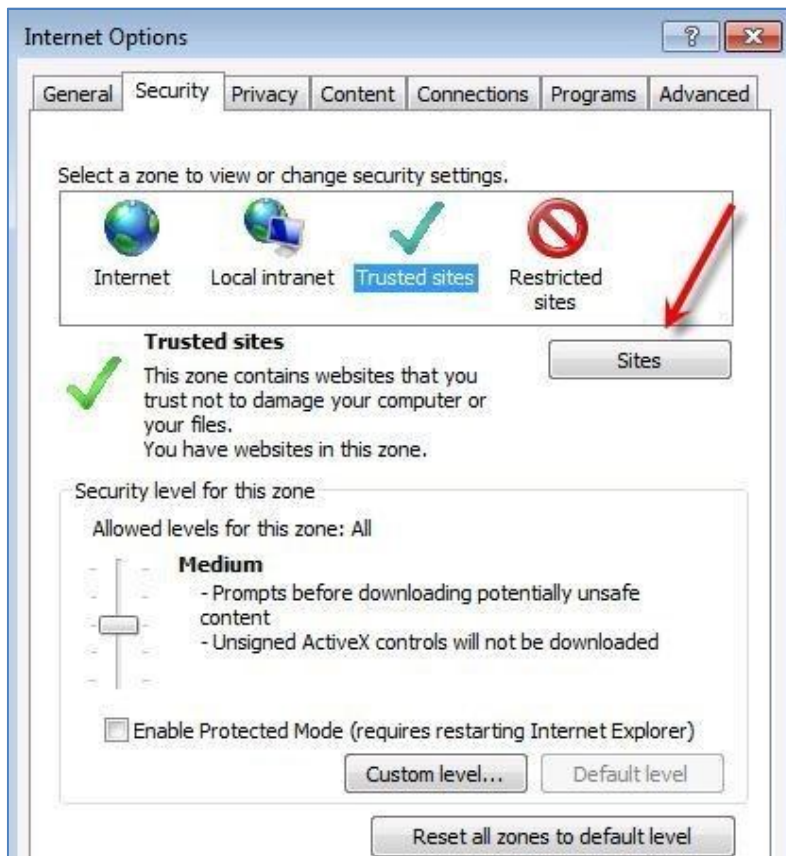 Internet Options
General Security Privacy Content Connections Programs Advanced
Select a zone to view or change security settings.
Internet Local intranet Trusted sites Restricted
sites
Trusted sites
Sites
This zone contains websites that you
trust not to damage your computer or
your files.
You have websites in this zone.
Security level for this zone
Allowed levels for this zone: All
Medium
- Prompts before downloading potentially unsafe
content
- Unsigned ActiveX controls will not be downloaded
Enable Protected Mode (requires restarting Internet Explorer)
Custom level... Default level
Reset all zones to default level